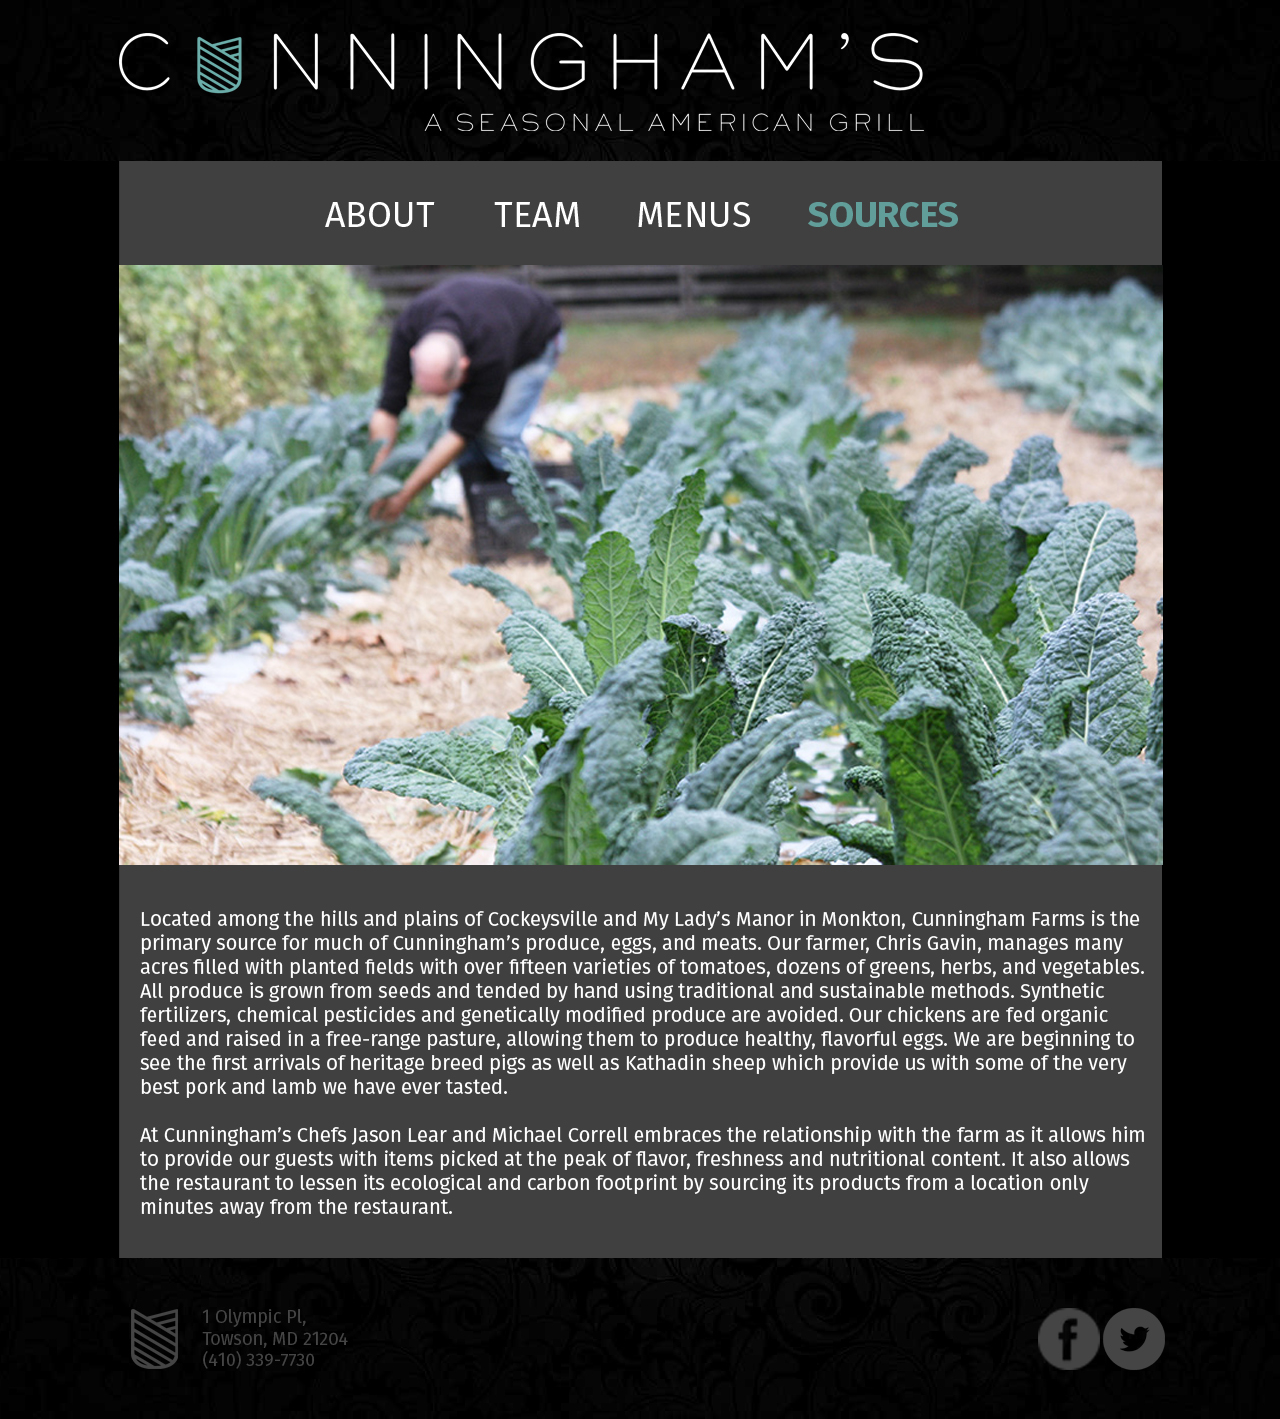 CUNNINGHAM’S
A SEASONAL AMERICAN GRILL
ABOUT TEAM MENUS SOURCES
Located among the hills and plains of Cockeysville and My Lady’s Manor in Monkton, Cunningham Farms is the
primary source for much of Cunningham’s produce, eggs, and meats. Our farmer, Chris Gavin, manages many
acres filled with planted fields with over fifteen varieties of tomatoes, dozens of greens, herbs, and vegetables.
All produce is grown from seeds and tended by hand using traditional and sustainable methods. Synthetic
fertilizers, chemical pesticides and genetically modified produce are avoided. Our chickens are fed organic
feed and raised in a free-range pasture, allowing them to produce healthy, flavorful eggs. We are beginning to
see the first arrivals of heritage breed pigs as well as Kathadin sheep which provide us with some of the very
best pork and lamb we have ever tasted.
At Cunningham’s Chefs Jason Lear and Michael Correll embraces the relationship with the farm as it allows him
to provide our guests with items picked at the peak of flavor, freshness and nutritional content. It also allows
the restaurant to lessen its ecological and carbon footprint by sourcing its products from a location only
minutes away from the restaurant.
1 Olympic Pl,
Towson, MD 21204
(410) 339-7730